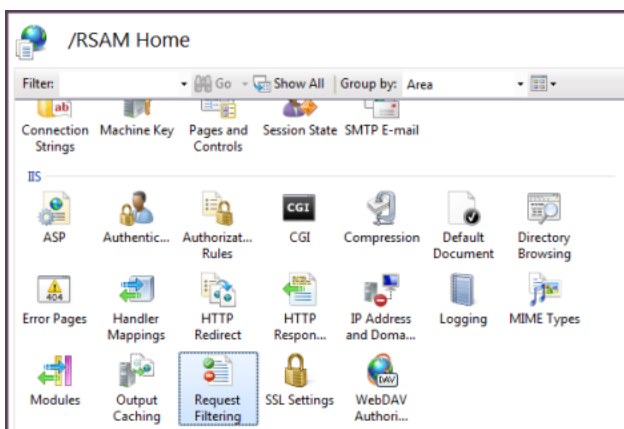 /RSAM Home
Filter: Go Show All Group by: Area
ab
Connection Strings Machine Key Pages and Controls Session State SMTP E-mail
IIS
CGI
ASP Authentic... Authorizat... Rules CGI Compression Default Document Directory Browsing
404
Error Pages Handler Mappings HTTP Redirect HTTP Respon... IP Address and Doma... Logging MIME Types
DAV
Modules Output Caching Request Filtering SSL Settings WebDAV Authori...